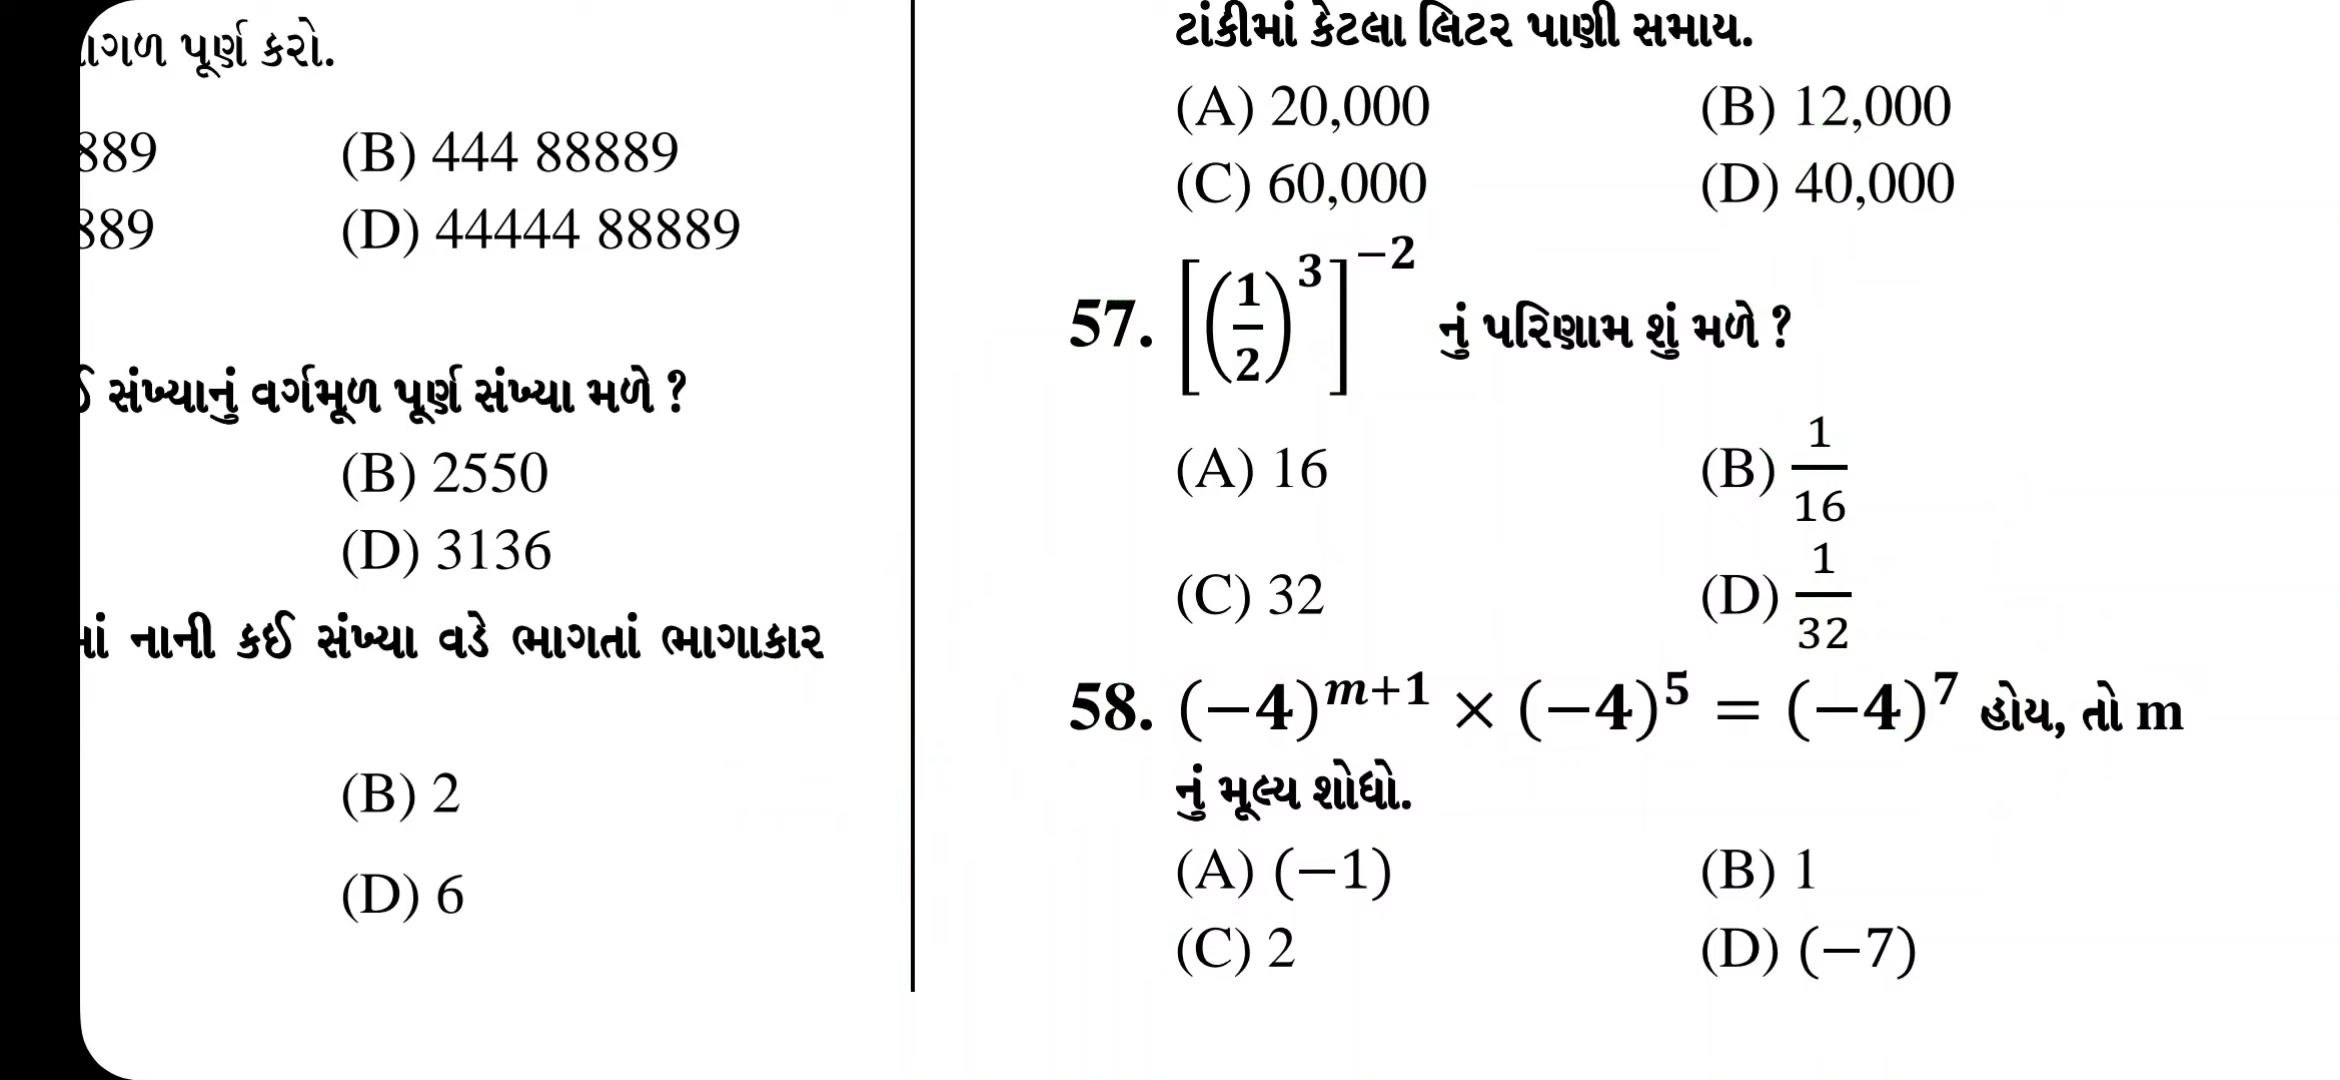 પૂર્ણ કરો.
889 (B) 444 88889
889 (D) 44444 88889
સંખ્યાનું વર્ગમૂળ પૂર્ણ સંખ્યા મળે ?
(B) 2550
(D) 3136
નાની કઈ સંખ્યા વડે ભાગતાં ભાગાકાર
(B) 2
(D) 6
ટાંકીમાં કેટલા લિટર પાણી સમાય.
(A) 20,000 (B) 12,000
(C) 60,000 (D) 40,000
57. [(1/2)^3]^-2 નું પરિણામ શું મળે ?
(A) 16 (B) 1/16
(C) 32 (D) 1/32
58. (−4)^m+1 × (−4)^5 = (−4)^7 હોય, તો m
નું મૂલ્ય શોધો.
(A) (−1) (B) 1
(C) 2 (D) (−7)